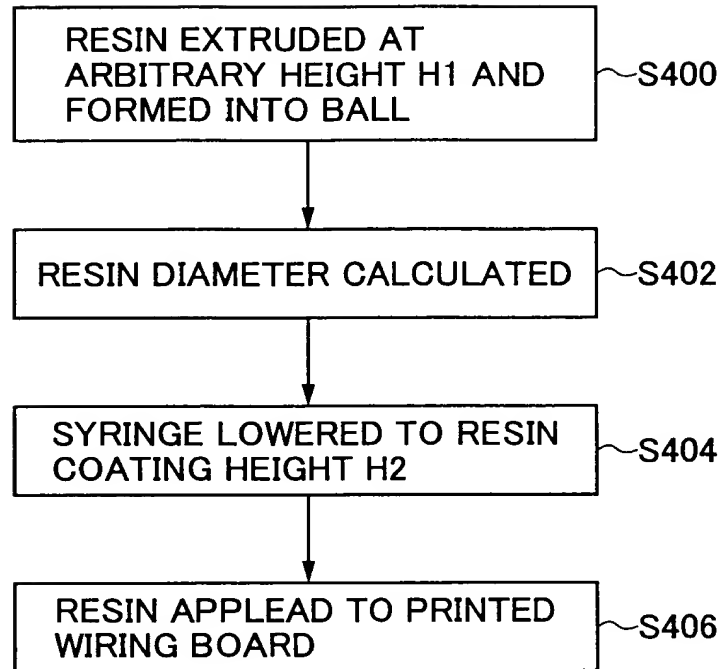 RESIN EXTRUDED AT
ARBITRARY HEIGHT H1 AND
FORMED INTO BALL
S400
RESIN DIAMETER CALCULATED
S402
SYRINGE LOWERED TO RESIN
COATING HEIGHT H2
S404
RESIN APPLEAD TO PRINTED
WIRING BOARD
S406